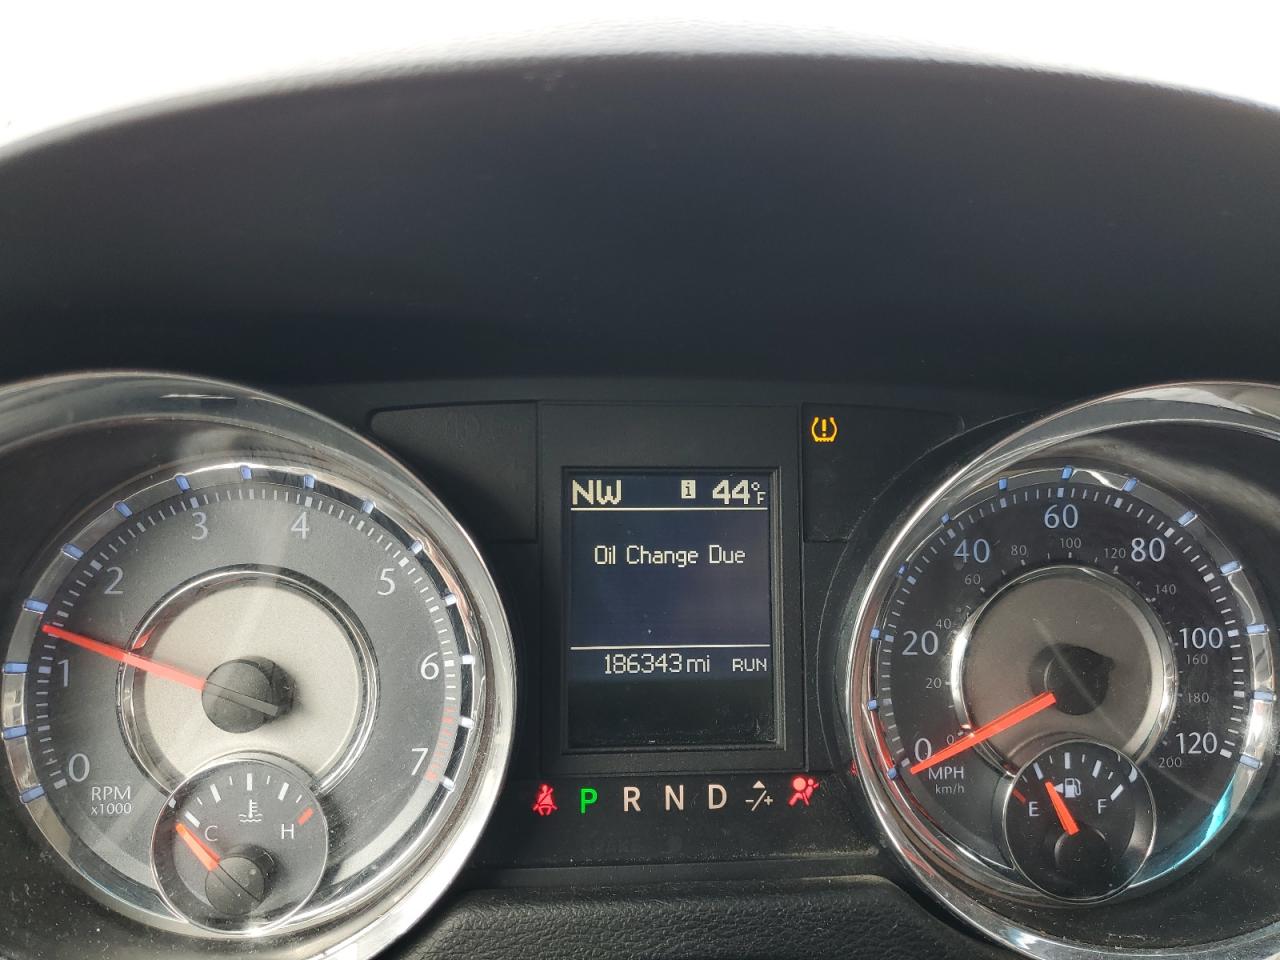 NW i 44°F
Oil Change Due
186343 mi RUN
P R N D -/+
0 1 2 3 4 5 6 7
RPM
x1000
C H
0 20 40 60 80 100 120
0 20 40 60 80 100 120 140 160 180 200
MPH
km/h
E F